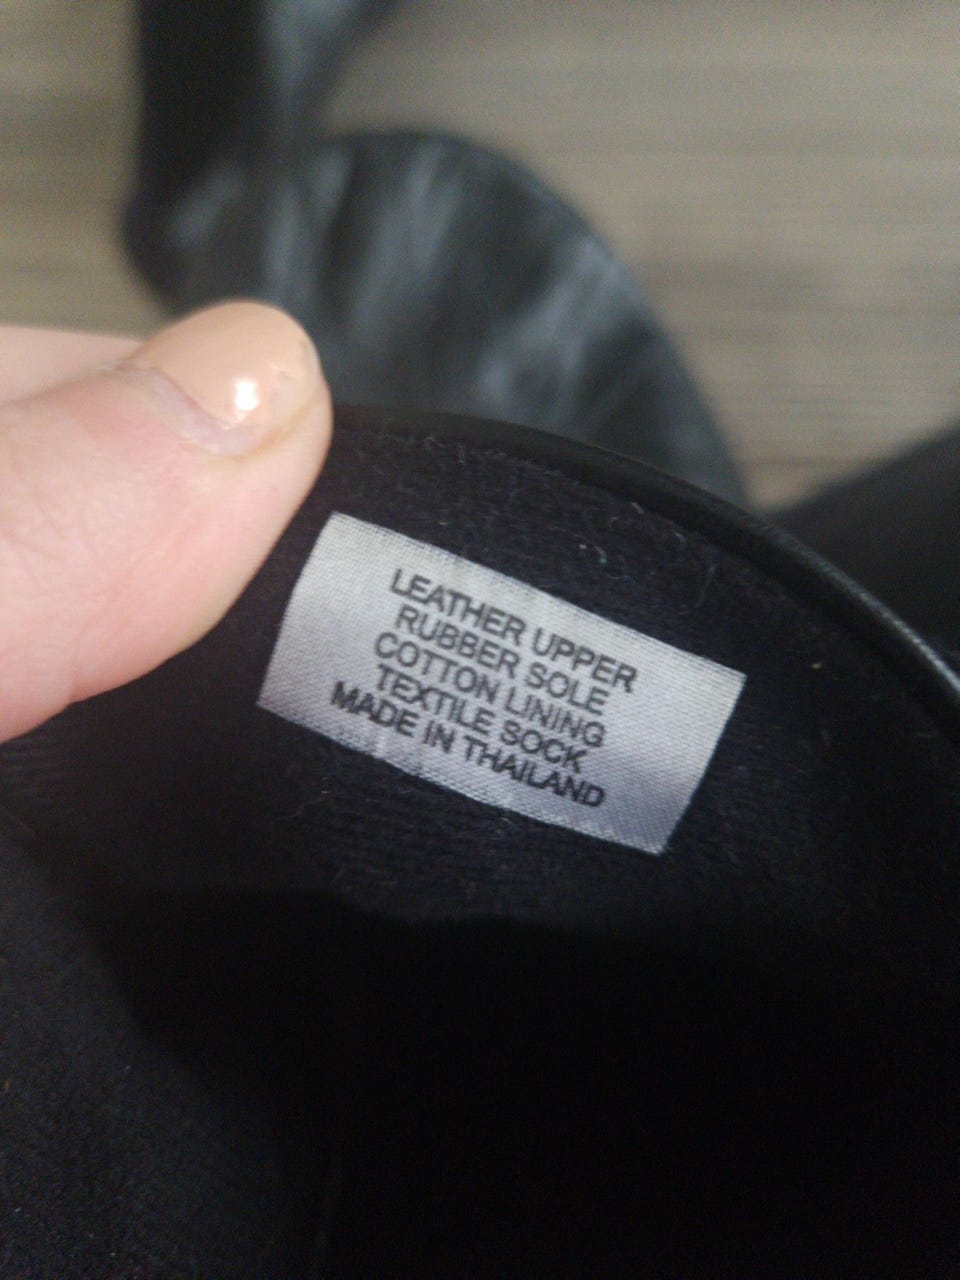 LEATHER UPPER
RUBBER SOLE
COTTON LINING
TEXTILE SOCK
MADE IN THAILAND